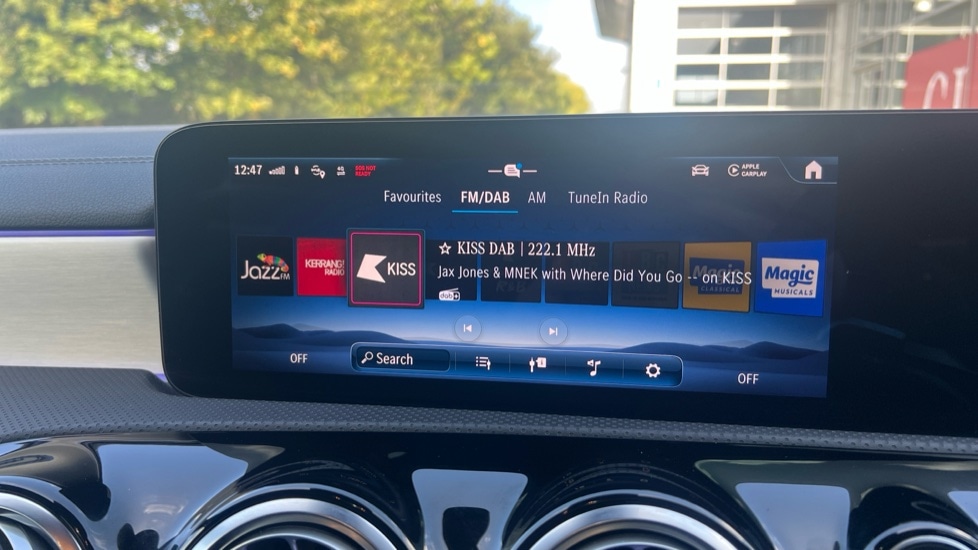 12:47
SOS NOT READY
APPLE CARPLAY
Favourites FM/DAB AM TuneIn Radio
JAZZ FM
KERRANG! RADIO
KISS
KISS DAB | 222.1 MHz
Jax Jones & MNEK with Where Did You Go -- on KISS
dab
Magic CLASSICAL
Magic MUSICALS
OFF
Search
OFF